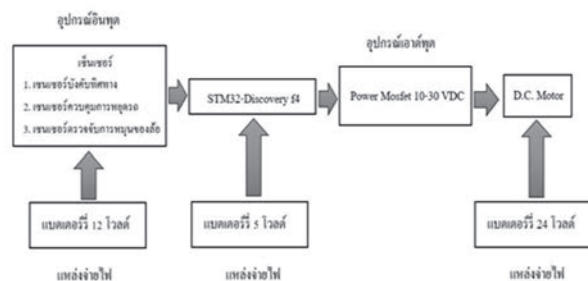 อุปกรณ์อินพุต
เซ็นเซอร์
1. เซนเซอร์บังคับทิศทาง
2. เซนเซอร์ควบคุมการหยุดรถ
3. เซนเซอร์ตรวจจับการหมุนของล้อ
STM32-Discovery f4
อุปกรณ์เอาต์พุต
Power Mosfet 10-30 VDC
D.C. Motor
แบตเตอร์รี่ 12 โวลต์
แบตเตอร์รี่ 5 โวลต์
แบตเตอร์รี่ 24 โวลต์
แหล่งจ่ายไฟ
แหล่งจ่ายไฟ
แหล่งจ่ายไฟ